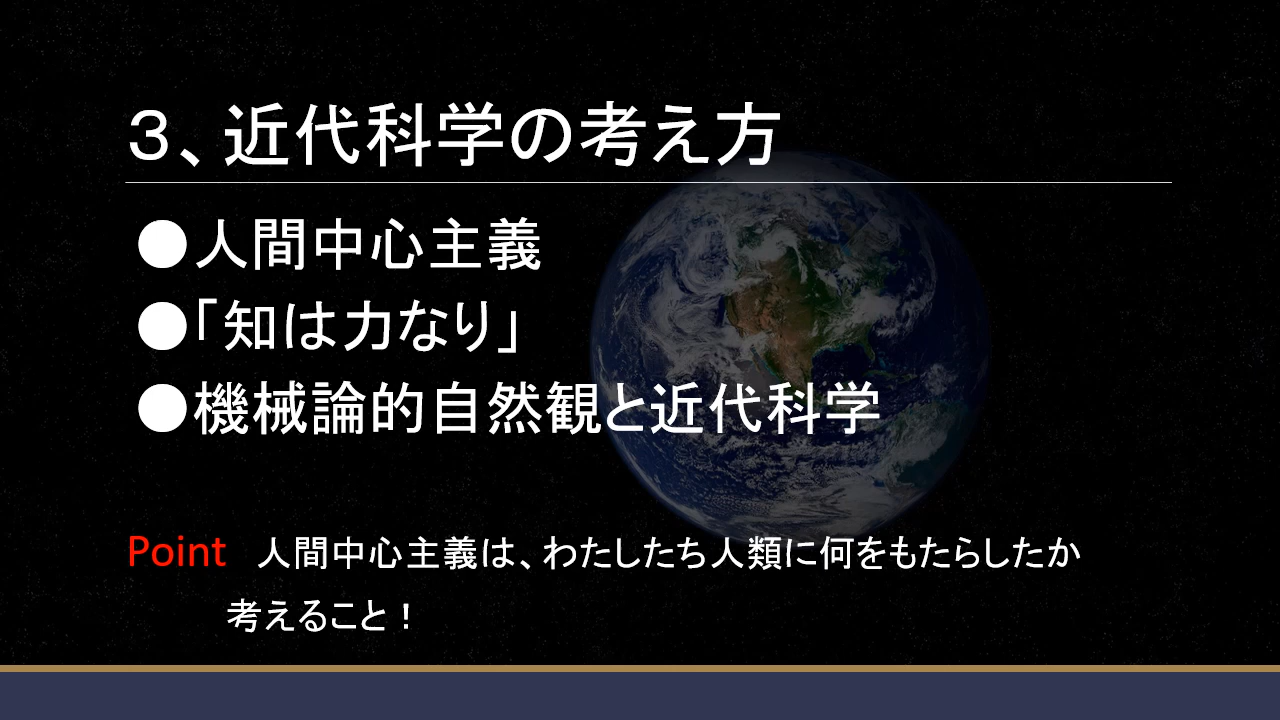 ３、近代科学の考え方
●人間中心主義
●「知は力なり」
●機械論的自然観と近代科学
Point　人間中心主義は、わたしたち人類に何をもたらしたか
考えること！